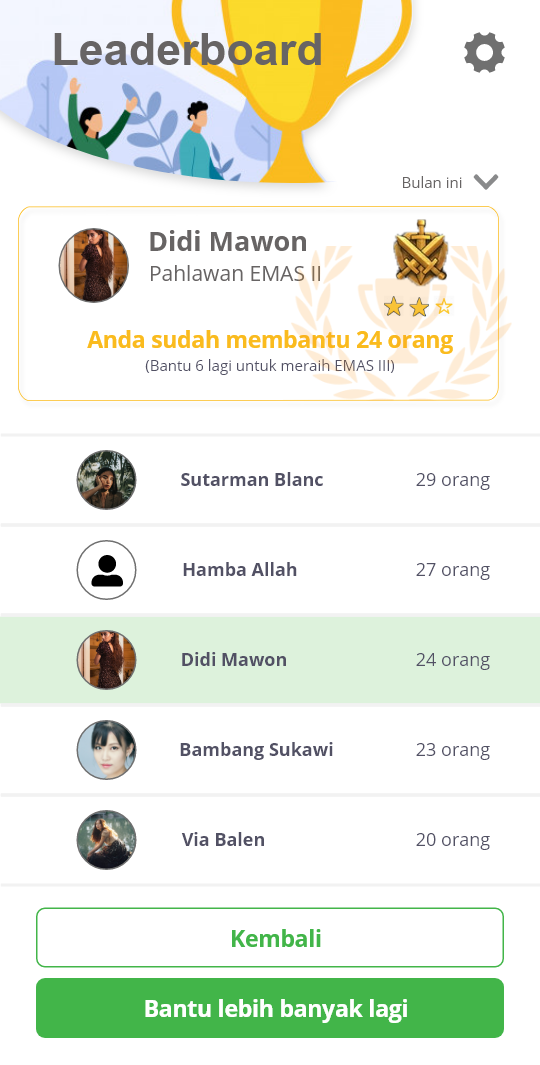 Leaderboard
Bulan ini
Didi Mawon
Pahlawan EMAS II
Anda sudah membantu 24 orang
(Bantu 6 lagi untuk meraih EMAS III)
Sutarman Blanc 29 orang
Hamba Allah 27 orang
Didi Mawon 24 orang
Bambang Sukawi 23 orang
Via Balen 20 orang
Kembali
Bantu lebih banyak lagi